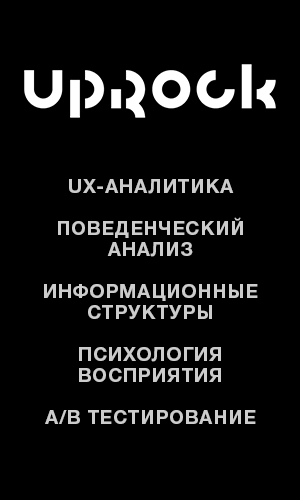 UPROCK
UX-АНАЛИТИКА
ПОВЕДЕНЧЕСКИЙ
АНАЛИЗ
ИНФОРМАЦИОННЫЕ
СТРУКТУРЫ
ПСИХОЛОГИЯ
ВОСПРИЯТИЯ
А/В ТЕСТИРОВАНИЕ